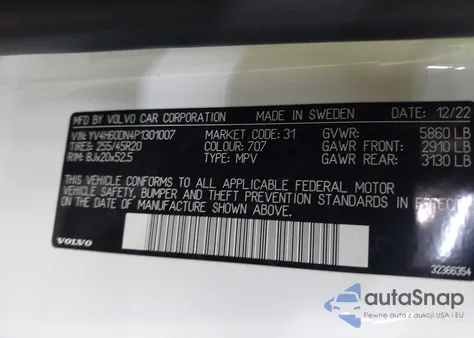 MFD BY VOLVO CAR CORPORATION MADE IN SWEDEN DATE: 12/22
VIN: YV4H60DN4P1301007 MARKET: 31 GVWR: 5860 LB
TIRES: 255/45R20 COLOUR: 707 GAWR FRONT: 2910 LB
RIM: 8Jx20x52.5 TYPE: MPV GAWR REAR: 3130 LB
THIS VEHICLE CONFORMS TO ALL APPLICABLE FEDERAL MOTOR
VEHICLE SAFETY, BUMPER AND THEFT PREVENTION STANDARDS IN EFFECT
ON THE DATE OF MANUFACTURE SHOWN ABOVE.
VOLVO
32366354
autoSnap
Pewne auta z aukcji USA i EU